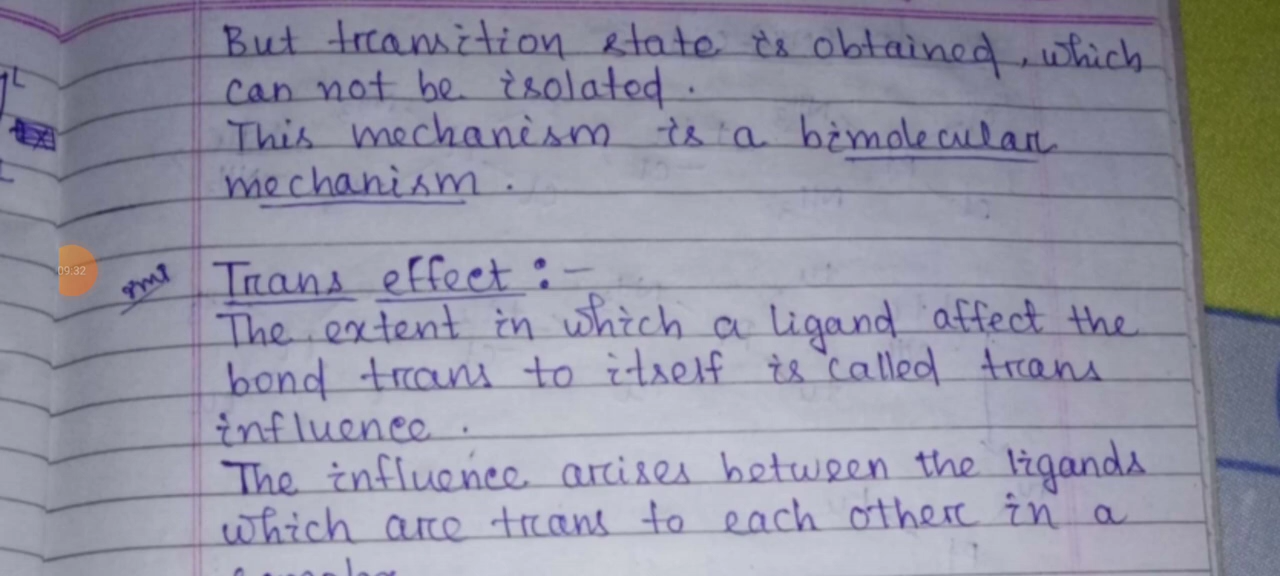 But transition state is obtained, which
can not be isolated.
This mechanism is a bimolecular
mechanism.
09:32
Trans effect :-
The extent in which a ligand affect the
bond trans to itself is called trans
influence.
The influence arises between the ligands
which are trans to each other in a